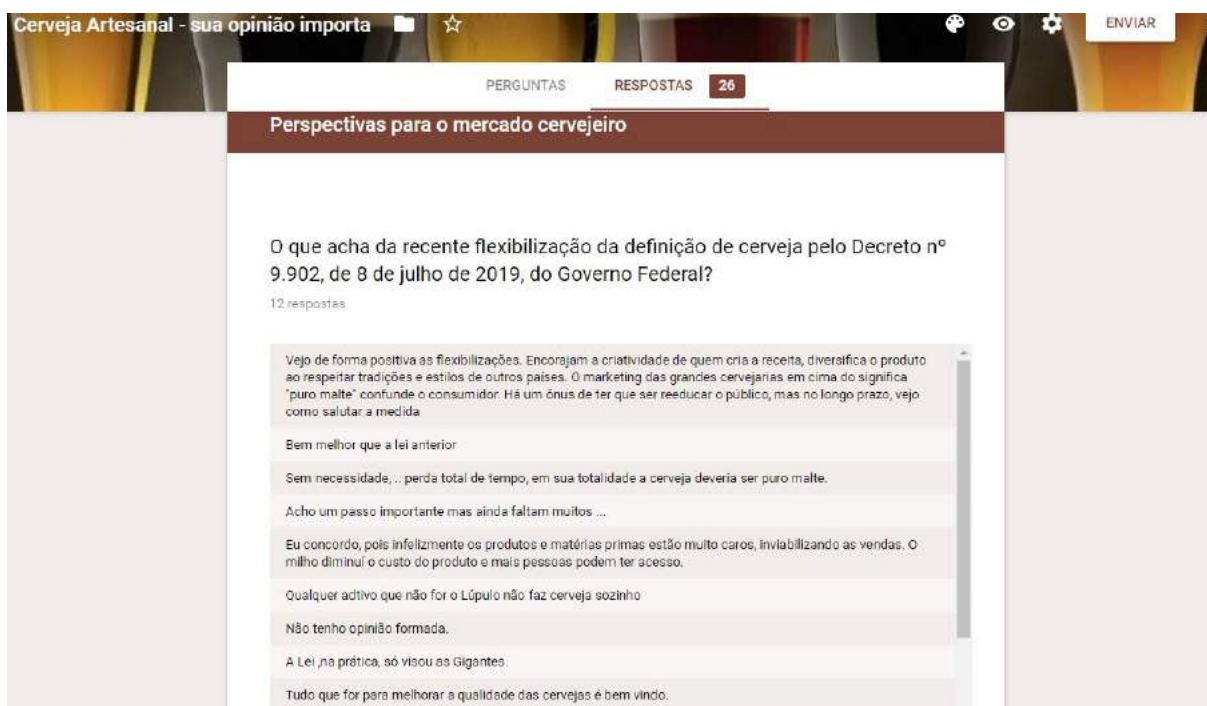 Cerveja Artesanal - sua opinião importa
ENVIAR
PERGUNTAS RESPOSTAS 26
Perspectivas para o mercado cervejeiro
O que acha da recente flexibilização da definição de cerveja pelo Decreto nº
9.902, de 8 de julho de 2019, do Governo Federal?
12 respostas
Vejo de forma positiva as flexibilizações. Encorajam a criatividade de quem cria a receita, diversifica o produto
ao respeitar tradições e estilos de outros países. O marketing das grandes cervejarias em cima do significa
"puro malte" confunde o consumidor. Há um ônus de ter que ser reeducar o público, mas no longo prazo, vejo
como salutar a medida
Bem melhor que a lei anterior
Sem necessidade, .. perda total de tempo, em sua totalidade a cerveja deveria ser puro malte.
Acho um passo importante mas ainda faltam muitos ...
Eu concordo, pois infelizmente os produtos e matérias primas estão muito caros, inviabilizando as vendas. O
milho diminuí o custo do produto e mais pessoas podem ter acesso.
Qualquer aditivo que não for o Lúpulo não faz cerveja sozinho
Não tenho opinião formada.
A Lei ,na prática, só visou as Gigantes.
Tudo que for para melhorar a qualidade das cervejas é bem vindo.